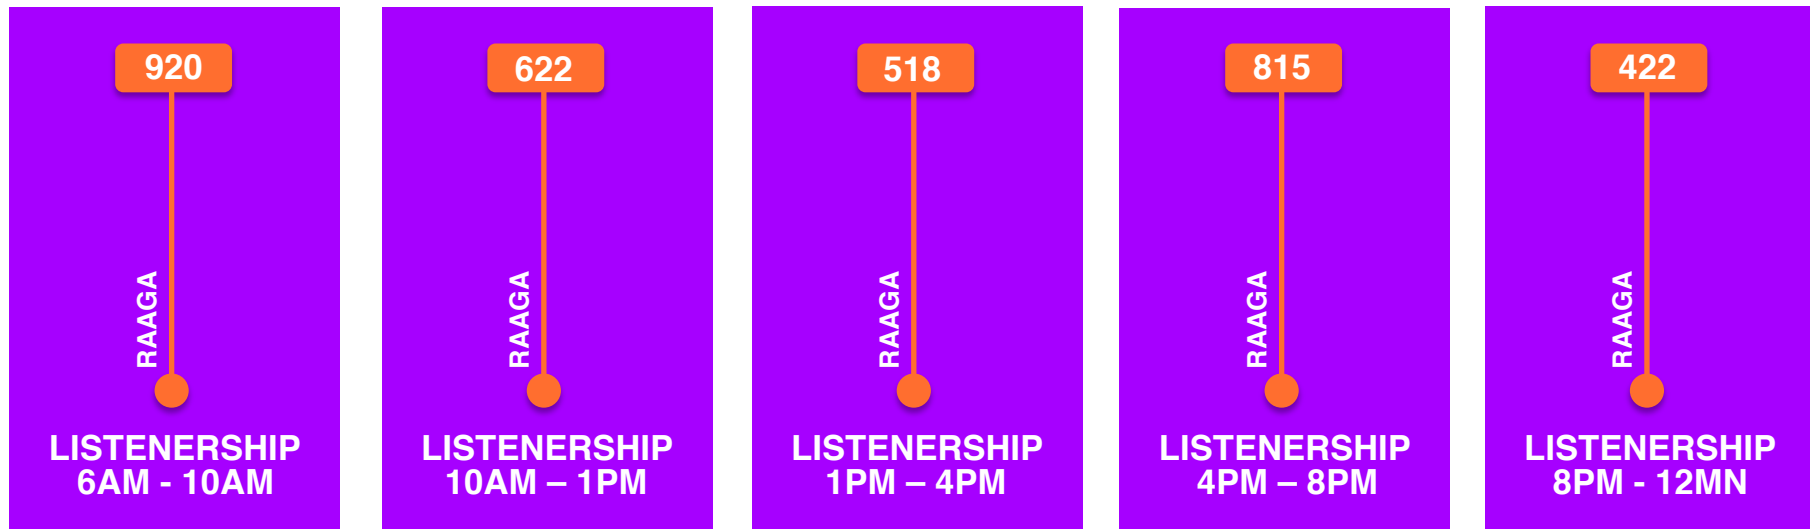 920
RAAGA
LISTENERSHIP
6AM - 10AM
622
RAAGA
LISTENERSHIP
10AM – 1PM
518
RAAGA
LISTENERSHIP
1PM – 4PM
815
RAAGA
LISTENERSHIP
4PM – 8PM
422
RAAGA
LISTENERSHIP
8PM - 12MN